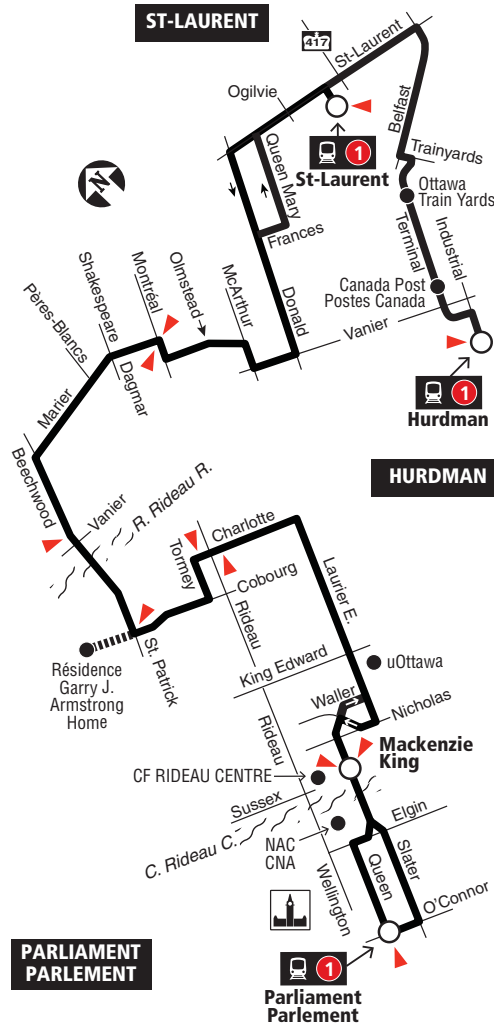 ST-LAURENT
417
St-Laurent
Ogilvie
Belfast
Queen Mary
1
St-Laurent
Trainyards
Ottawa
Train Yards
N
Frances
Terminal
Industrial
Canada Post
Postes Canada
Olmstead
Montréal
McArthur
Donald
Vanier
Shakespeare
Pères-Blancs
Dagmar
1
Hurdman
Marier
HURDMAN
Beechwood
Vanier
R. Rideau R.
Charlotte
Tormey
Cobourg
Rideau
Laurier E.
St. Patrick
Résidence
Garry J.
Armstrong
Home
King Edward
uOttawa
Waller
Nicholas
Rideau
Mackenzie
King
CF RIDEAU CENTRE
Sussex
C. Rideau C.
Elgin
NAC
CNA
Wellington
Queen
Slater
O'Connor
PARLIAMENT
PARLEMENT
1
Parliament
Parlement